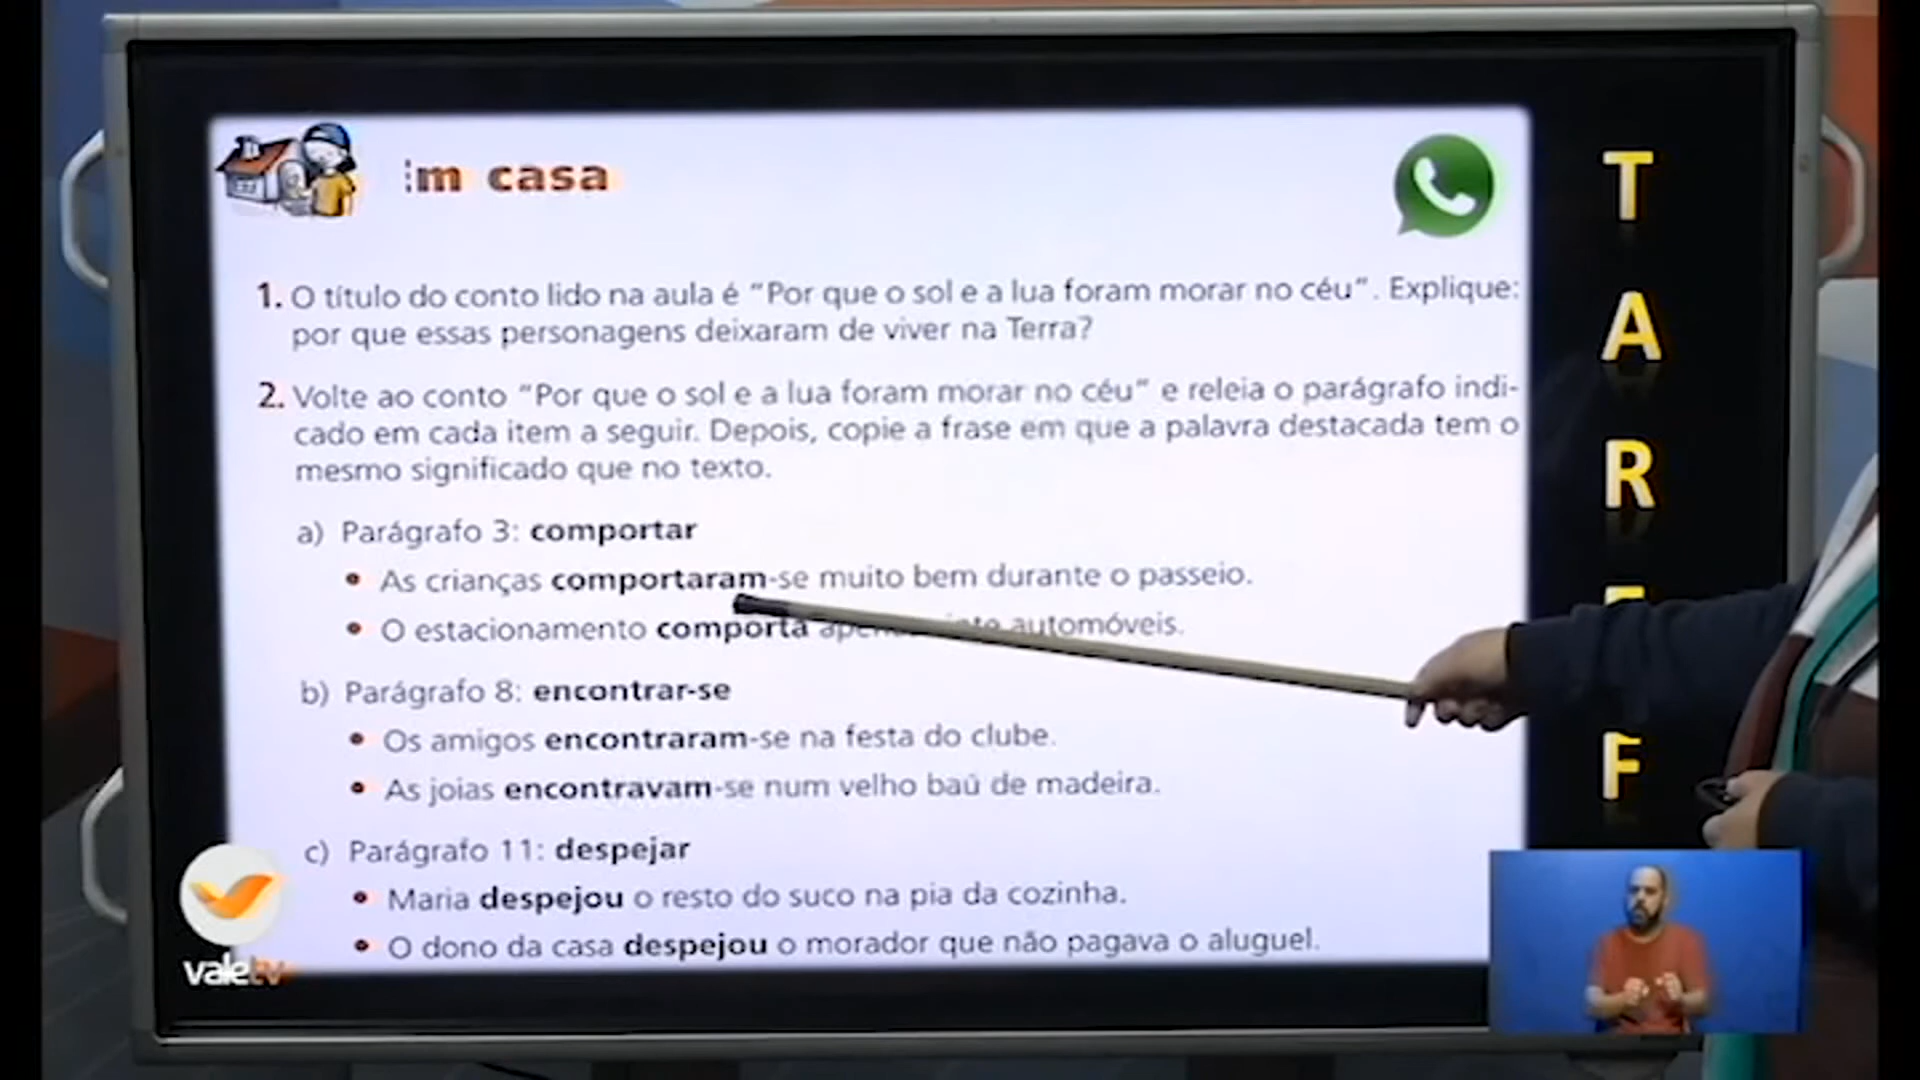 m casa
1. O título do conto lido na aula é “Por que o sol e a lua foram morar no céu”. Explique:
por que essas personagens deixaram de viver na Terra?
2. Volte ao conto “Por que o sol e a lua foram morar no céu” e releia o parágrafo indi-
cado em cada item a seguir. Depois, copie a frase em que a palavra destacada tem o
mesmo significado que no texto.
a) Parágrafo 3: comportar
• As crianças comportaram-se muito bem durante o passeio.
• O estacionamento comporta automóveis.
b) Parágrafo 8: encontrar-se
• Os amigos encontraram-se na festa do clube.
• As joias encontravam-se num velho baú de madeira.
c) Parágrafo 11: despejar
• Maria despejou o resto do suco na pia da cozinha.
• O dono da casa despejou o morador que não pagava o aluguel.
T
A
R
F
valetv